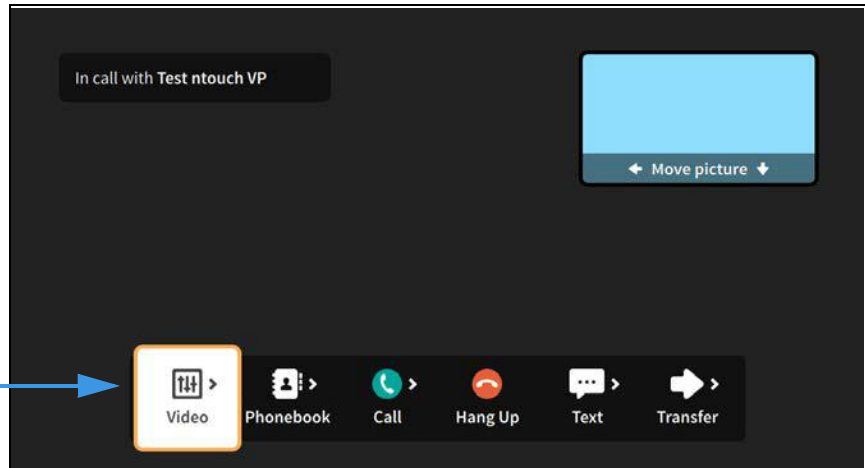 In call with Test ntouch VP
Move picture
Video
Phonebook
Call
Hang Up
Text
Transfer